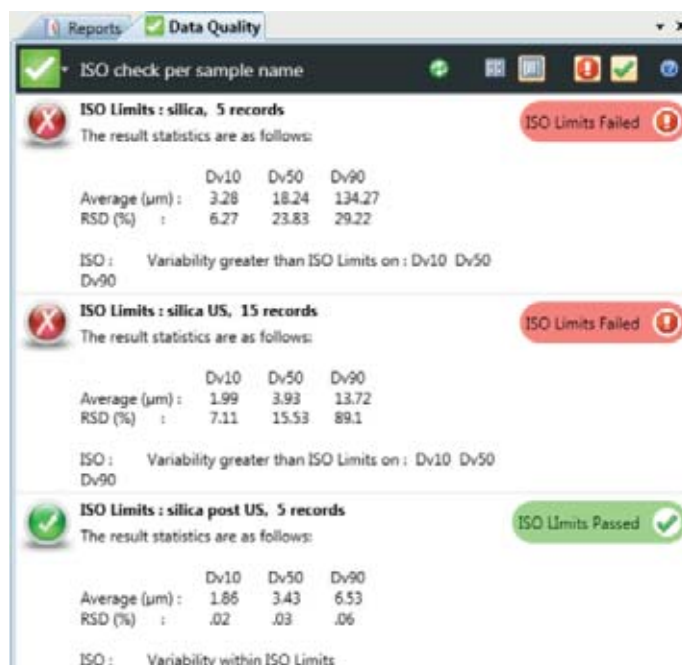 Reports Data Quality
ISO check per sample name
ISO Limits : silica, 5 records
ISO Limits Failed
The result statistics are as follows:
Dv10 Dv50 Dv90
Average (µm) : 3.28 18.24 134.27
RSD (%) : 6.27 23.83 29.22
ISO : Variability greater than ISO Limits on : Dv10 Dv50
Dv90
ISO Limits : silica US, 15 records
ISO Limits Failed
The result statistics are as follows:
Dv10 Dv50 Dv90
Average (µm) : 1.99 3.93 13.72
RSD (%) : 7.11 15.53 89.1
ISO : Variability greater than ISO Limits on : Dv10 Dv50
Dv90
ISO Limits : silica post US, 5 records
ISO LImits Passed
The result statistics are as follows:
Dv10 Dv50 Dv90
Average (µm) : 1.86 3.43 6.53
RSD (%) : .02 .03 .06
ISO : Variability within ISO Limits